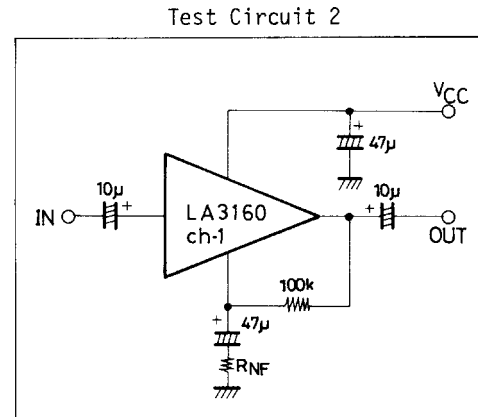 Test Circuit 2
VCC
+
47μ
10μ
+
IN
LA3160
ch-1
+
10μ
OUT
100k
+
47μ
RNF